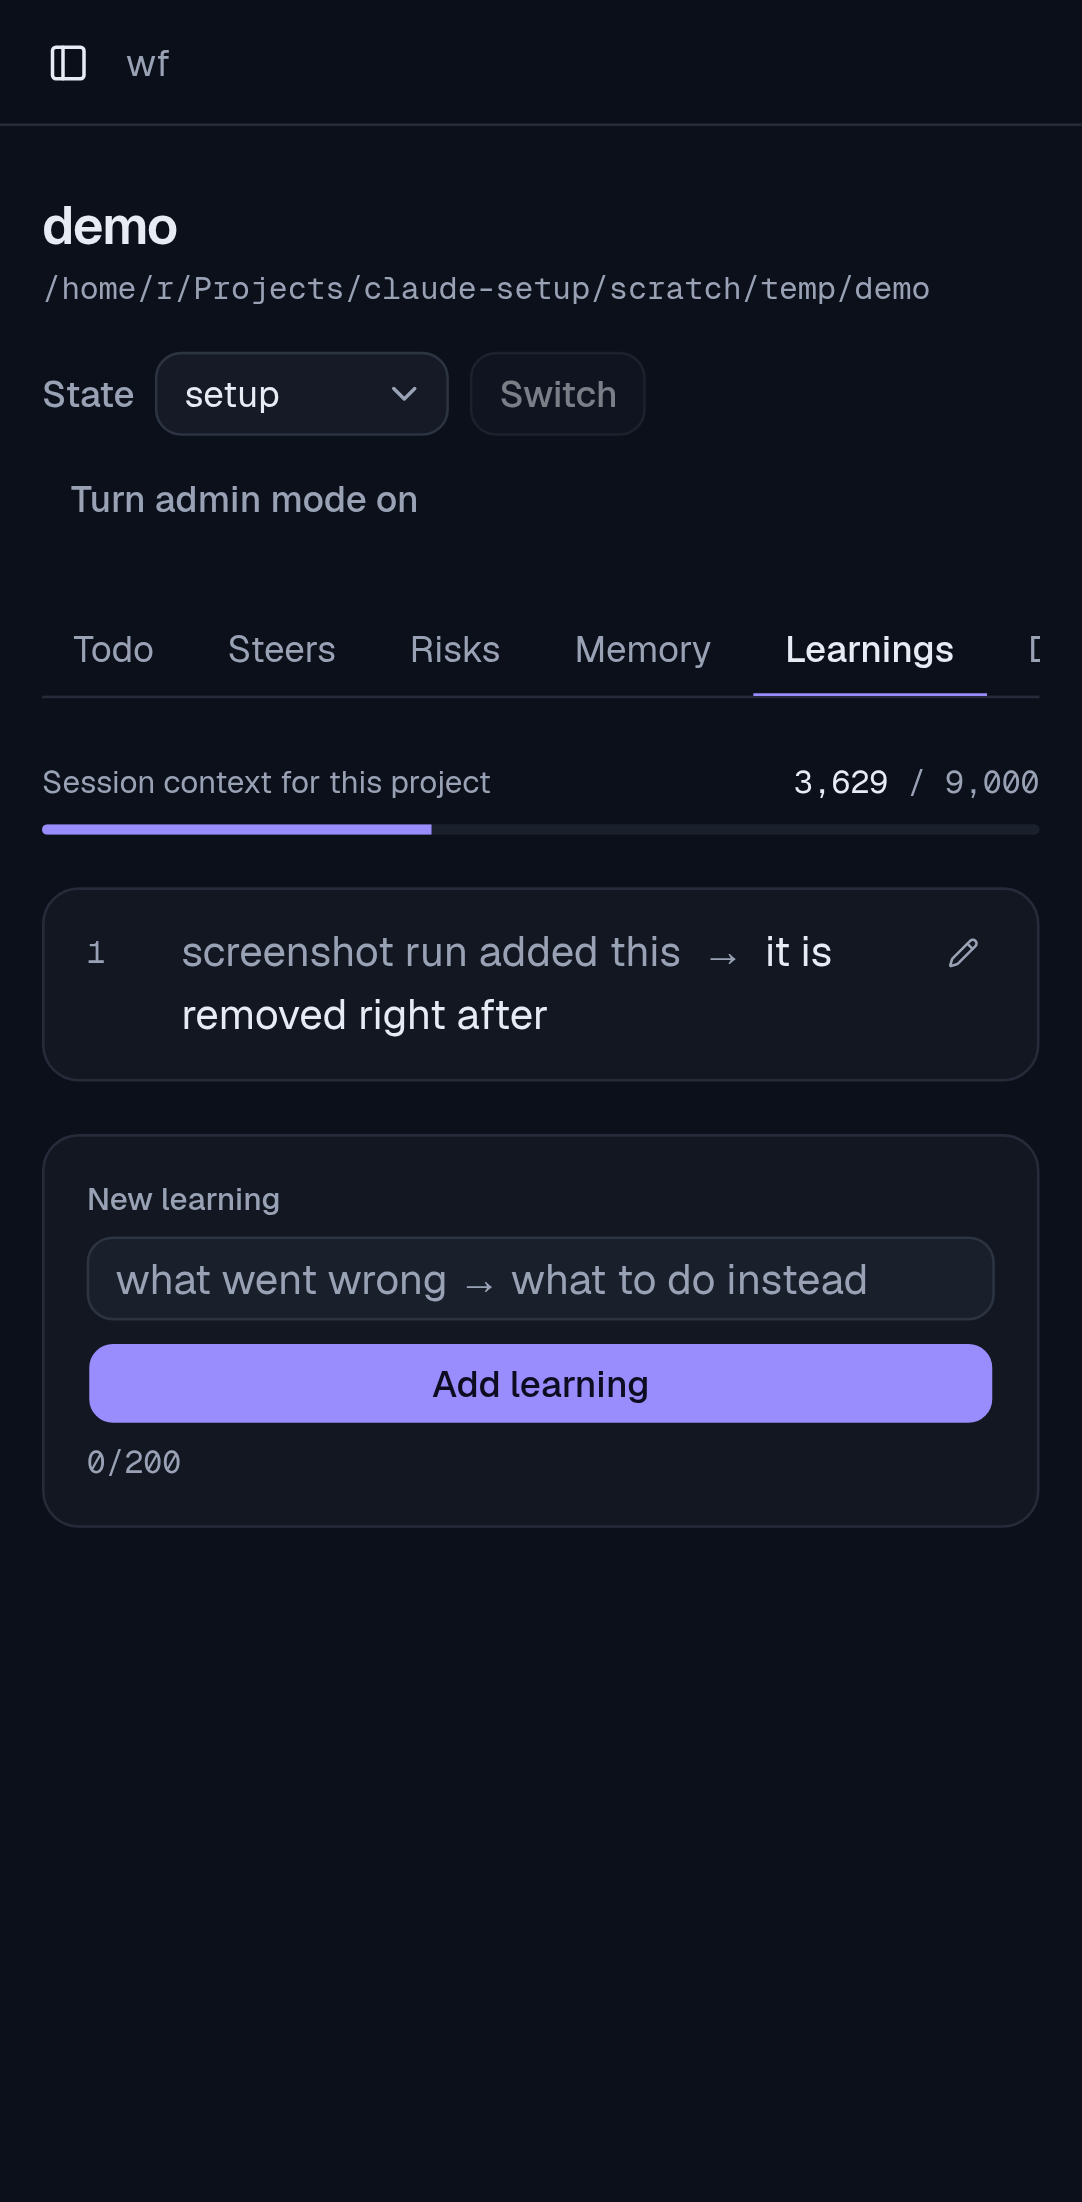 wf
demo
/home/r/Projects/claude-setup/scratch/temp/demo
State setup Switch
Turn admin mode on
Todo Steers Risks Memory Learnings
Session context for this project 3,629 / 9,000
1 screenshot run added this → it is
removed right after
New learning
what went wrong → what to do instead
Add learning
0/200